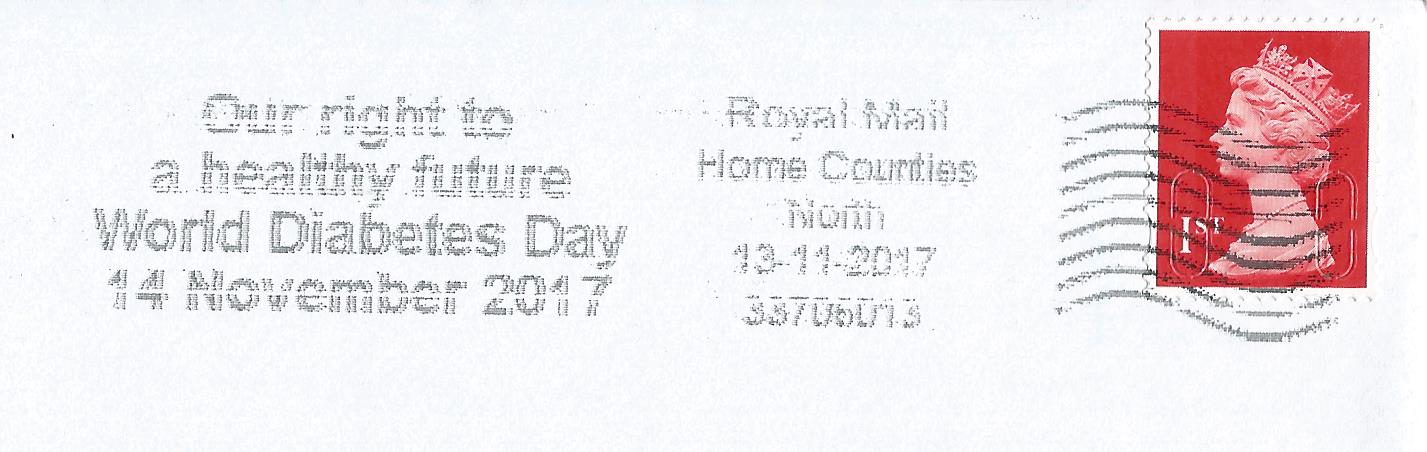 Our right to
a healthy future
World Diabetes Day
14 November 2017
Royal Mail
Home Counties
North
13-11-2017
33706013
1ST